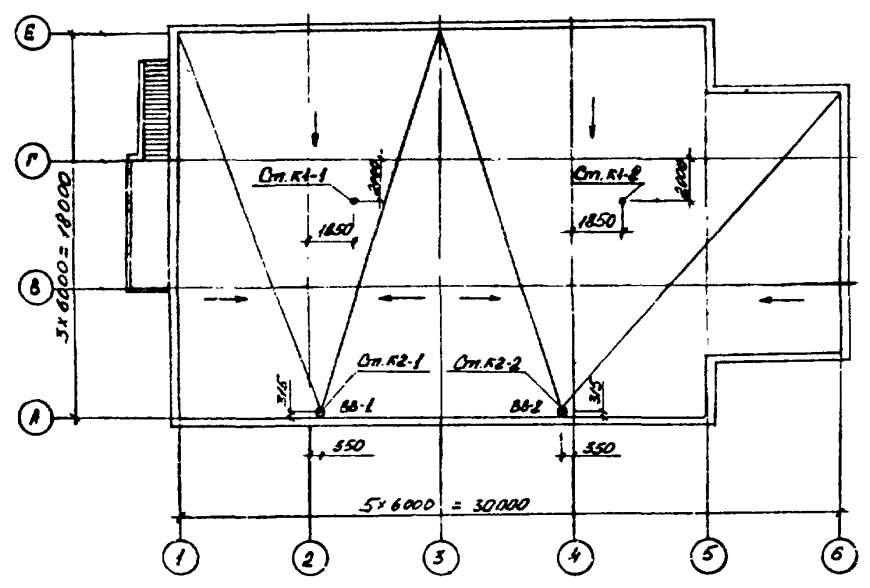 Е
Г
Ст. К1-1
2000
Ст. К1-2
2000
1850
1850
3 х 6000 = 18000
В
Ст. К2-1
Ст. К2-2
315
ВВ-1
ВВ-2
315
А
350
350
5 х 6000 = 30000
1
2
3
4
5
6